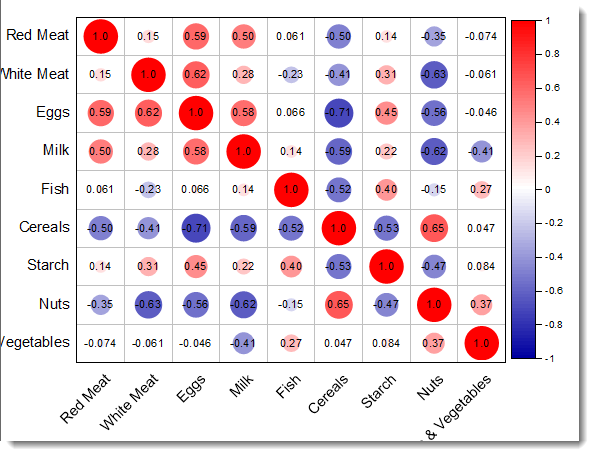 Red Meat 1.0 0.15 0.59 0.50 0.061 -0.50 0.14 -0.35 -0.074
White Meat 0.15 1.0 0.62 0.28 -0.23 -0.41 0.31 -0.63 -0.061
Eggs 0.59 0.62 1.0 0.58 0.066 -0.71 0.45 -0.56 -0.046
Milk 0.50 0.28 0.58 1.0 0.14 -0.59 0.22 -0.62 -0.41
Fish 0.061 -0.23 0.066 0.14 1.0 -0.52 0.40 -0.15 0.27
Cereals -0.50 -0.41 -0.71 -0.59 -0.52 1.0 -0.53 0.65 0.047
Starch 0.14 0.31 0.45 0.22 0.40 -0.53 1.0 -0.47 0.084
Nuts -0.35 -0.63 -0.56 -0.62 -0.15 0.65 -0.47 1.0 0.37
Vegetables -0.074 -0.061 -0.046 -0.41 0.27 0.047 0.084 0.37 1.0
Red Meat
White Meat
Eggs
Milk
Fish
Cereals
Starch
Nuts
& Vegetables
1
0.8
0.6
0.4
0.2
0
-0.2
-0.4
-0.6
-0.8
-1